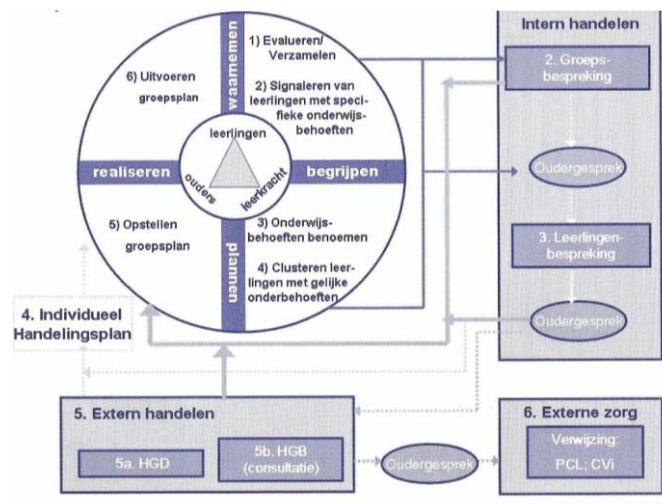 Intern handelen
waarnemen
1) Evalueren/
Verzamelen
2) Signaleren van
leerlingen met speci-
fieke onderwijs-
behoeften
6) Uitvoeren
groepsplan
leerlingen
ouders
leerkracht
realiseren
begrijpen
5) Opstellen
groepsplan
plannen
3) Onderwijs-
behoeften benoemen
4) Clusteren leer-
lingen met gelijke
onderbehoeften
2. Groeps-
bespreking
Oudergesprek
3. Leerlingen-
bespreking
Oudergesprek
4. Individueel
Handelingsplan
5. Extern handelen
5a. HGD
5b. HGB
(consultatie)
Oudergesprek
6. Externe zorg
Verwijzing:
PCL; CVi